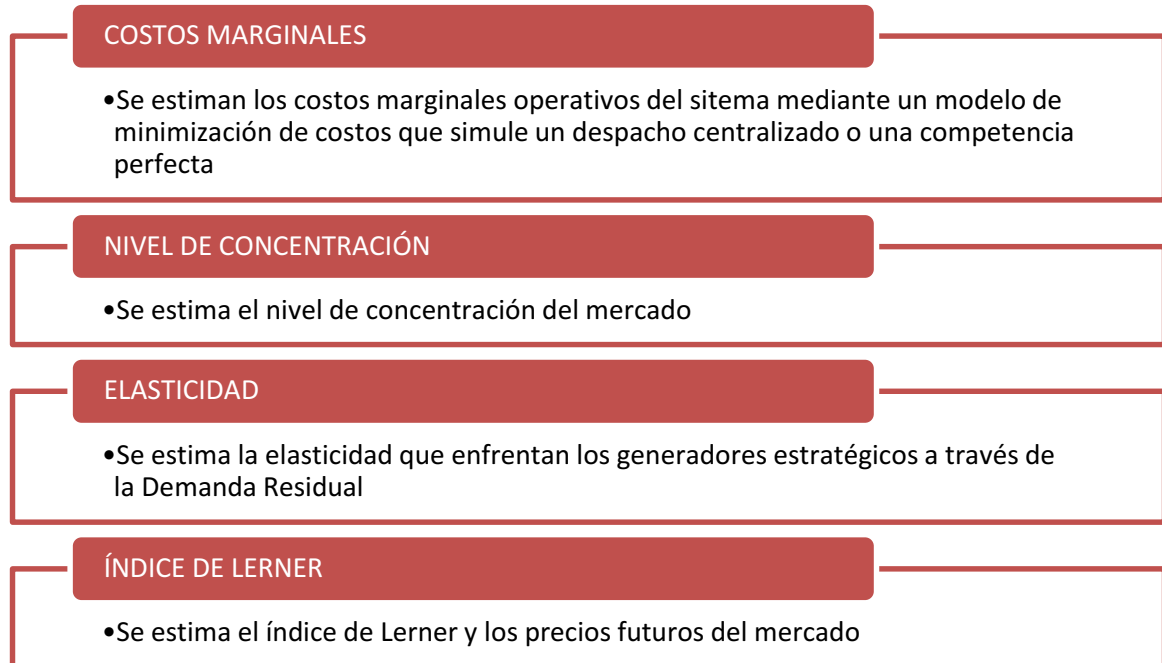 COSTOS MARGINALES
•Se estiman los costos marginales operativos del sitema mediante un modelo de
minimización de costos que simule un despacho centralizado o una competencia
perfecta
NIVEL DE CONCENTRACIÓN
•Se estima el nivel de concentración del mercado
ELASTICIDAD
•Se estima la elasticidad que enfrentan los generadores estratégicos a través de
la Demanda Residual
ÍNDICE DE LERNER
•Se estima el índice de Lerner y los precios futuros del mercado